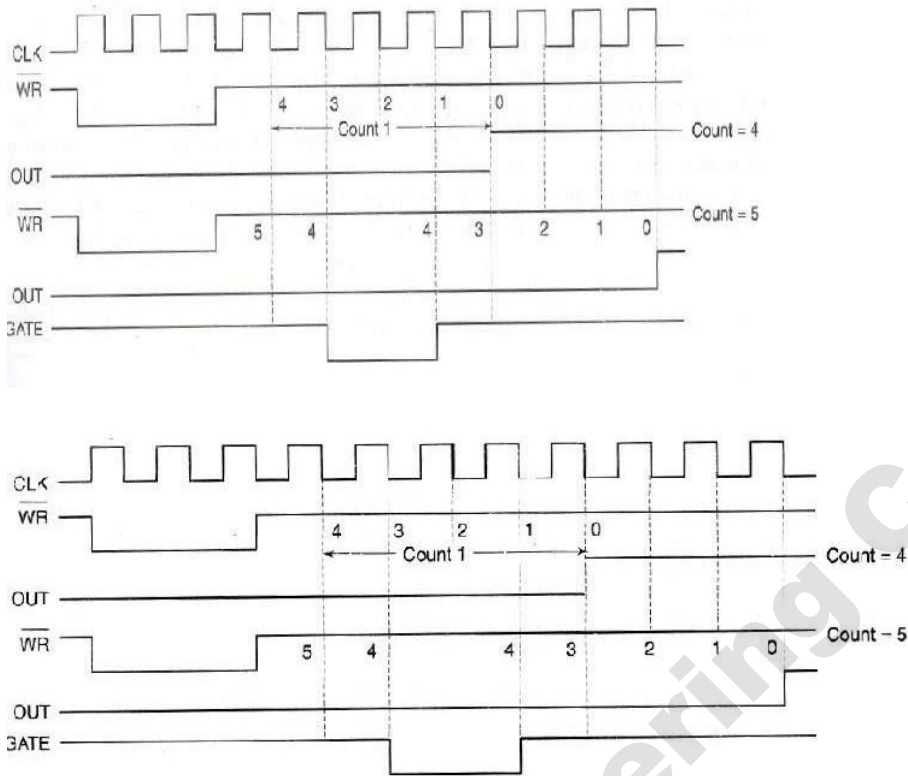 CLK
WR
4 3 2 1 0
Count 1
Count = 4
OUT
WR
Count = 5
5 4 4 3 2 1 0
OUT
GATE
CLK
WR
4 3 2 1 0
Count 1
Count = 4
OUT
WR
Count = 5
5 4 4 3 2 1 0
OUT
GATE
ering C